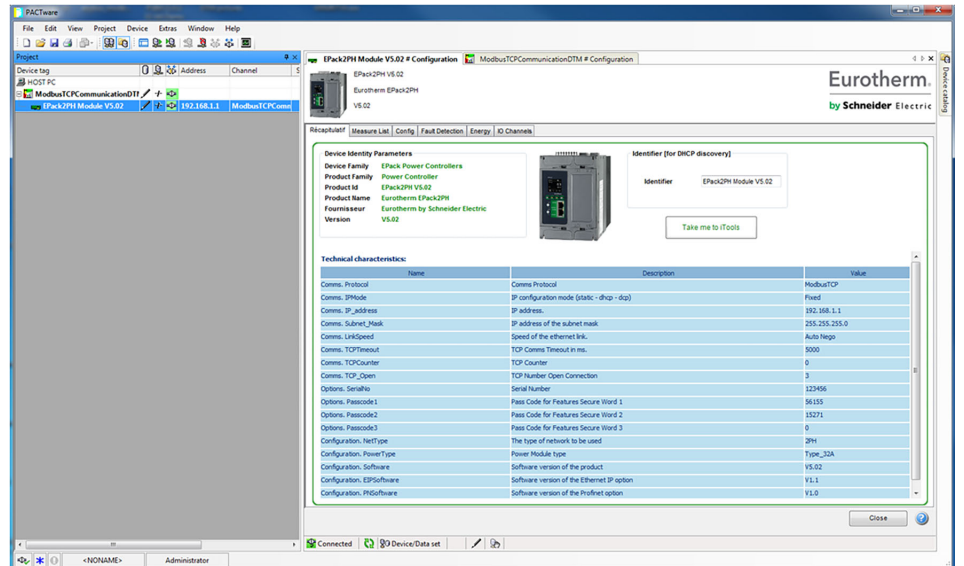 PACTware
File Edit View Project Device Extras Window Help
Project
Device tag Address Channel S
HOST PC
ModbusTCPCommunicationDTM
EPack2PH Module V5.02 192.168.1.1 ModbusTCPComm
EPack2PH Module V5.02 # Configuration ModbusTCPCommunicationDTM # Configuration
EPack2PH V5.02
Eurotherm EPack2PH
V5.02
Eurotherm.
by Schneider Electric
Device catalog
Récapitulatif Measure List Config Fault Detection Energy IO Channels
Device Identity Parameters
Device Family EPack Power Controllers
Product Family Power Controller
Product Id EPack2PH V5.02
Product Name Eurotherm EPack2PH
Fournisseur Eurotherm by Schneider Electric
Version V5.02
Identifier [for DHCP discovery]
Identifier EPack2PH Module V5.02
Take me to iTools
Technical characteristics:
Name Description Value
Comms. Protocol Comms Protocol ModbusTCP
Comms. IPMode IP configuration mode (static - dhcp - dcp) Fixed
Comms. IP_address IP address. 192.168.1.1
Comms. Subnet_Mask IP address of the subnet mask 255.255.255.0
Comms. LinkSpeed Speed of the ethernet link. Auto Nego
Comms. TCPTimeout TCP Comms Timeout in ms. 5000
Comms. TCPCounter TCP Counter 0
Comms. TCP_Open TCP Number Open Connection 3
Options. SerialNo Serial Number 123456
Options. Passcode1 Pass Code for Features Secure Word 1 56155
Options. Passcode2 Pass Code for Features Secure Word 2 15271
Options. Passcode3 Pass Code for Features Secure Word 3 0
Configuration. NetType The type of network to be used 2PH
Configuration. PowerType Power Module type Type_32A
Configuration. Software Software version of the product V5.02
Configuration. EIPSoftware Software version of the Ethernet IP option V1.1
Configuration. PNSoftware Software version of the Profinet option V1.0
Close
Connected Device/Data set
<NONAME> Administrator